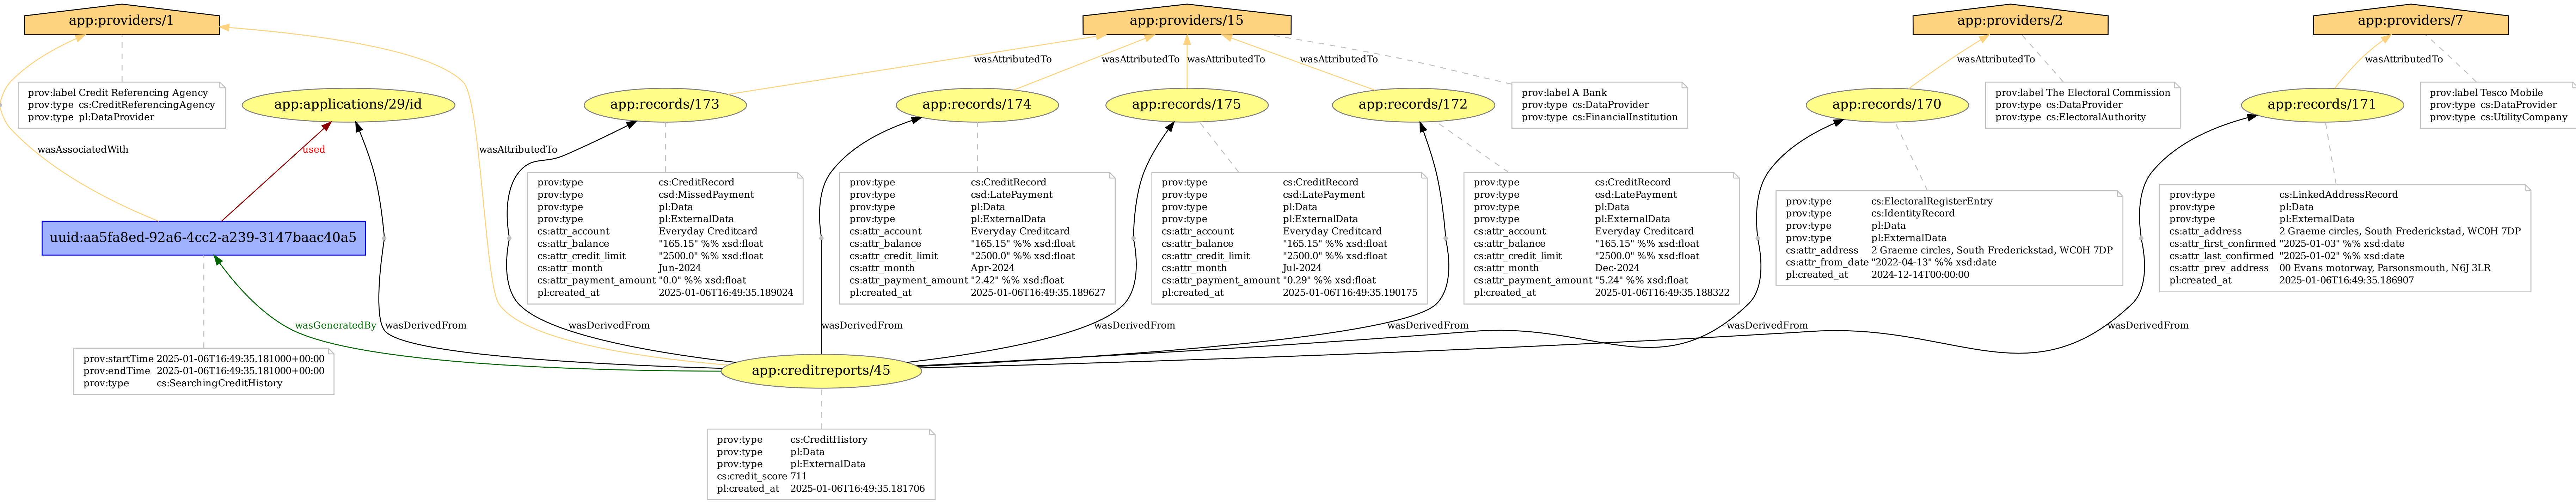 app:providers/1
app:providers/15
app:providers/2
app:providers/7
wasAttributedTo
wasAttributedTo
wasAttributedTo
wasAttributedTo
wasAttributedTo
wasAttributedTo
prov:label Credit Referencing Agency
prov:type cs:CreditReferencingAgency
prov:type pl:DataProvider
app:applications/29/id
app:records/173
app:records/174
app:records/175
app:records/172
prov:label A Bank
prov:type cs:DataProvider
prov:type cs:FinancialInstitution
app:records/170
prov:label The Electoral Commission
prov:type cs:DataProvider
prov:type cs:ElectoralAuthority
app:records/171
prov:label Tesco Mobile
prov:type cs:DataProvider
prov:type cs:UtilityCompany
wasAssociatedWith
used
wasAttributedTo
prov:type cs:CreditRecord
prov:type csd:MissedPayment
prov:type pl:Data
prov:type pl:ExternalData
cs:attr_account Everyday Creditcard
cs:attr_balance "165.15" %% xsd:float
cs:attr_credit_limit "2500.0" %% xsd:float
cs:attr_month Jun-2024
cs:attr_payment_amount "0.0" %% xsd:float
pl:created_at 2025-01-06T16:49:35.189024
prov:type cs:CreditRecord
prov:type csd:LatePayment
prov:type pl:Data
prov:type pl:ExternalData
cs:attr_account Everyday Creditcard
cs:attr_balance "165.15" %% xsd:float
cs:attr_credit_limit "2500.0" %% xsd:float
cs:attr_month Apr-2024
cs:attr_payment_amount "2.42" %% xsd:float
pl:created_at 2025-01-06T16:49:35.189627
prov:type cs:CreditRecord
prov:type csd:LatePayment
prov:type pl:Data
prov:type pl:ExternalData
cs:attr_account Everyday Creditcard
cs:attr_balance "165.15" %% xsd:float
cs:attr_credit_limit "2500.0" %% xsd:float
cs:attr_month Jul-2024
cs:attr_payment_amount "0.29" %% xsd:float
pl:created_at 2025-01-06T16:49:35.190175
prov:type cs:CreditRecord
prov:type csd:LatePayment
prov:type pl:Data
prov:type pl:ExternalData
cs:attr_account Everyday Creditcard
cs:attr_balance "165.15" %% xsd:float
cs:attr_credit_limit "2500.0" %% xsd:float
cs:attr_month Dec-2024
cs:attr_payment_amount "5.24" %% xsd:float
pl:created_at 2025-01-06T16:49:35.188322
prov:type cs:ElectoralRegisterEntry
prov:type cs:IdentityRecord
prov:type pl:Data
prov:type pl:ExternalData
cs:attr_address 2 Graeme circles, South Frederickstad, WC0H 7DP
cs:attr_from_date "2022-04-13" %% xsd:date
pl:created_at 2024-12-14T00:00:00
prov:type cs:LinkedAddressRecord
prov:type pl:Data
prov:type pl:ExternalData
cs:attr_address 2 Graeme circles, South Frederickstad, WC0H 7DP
cs:attr_first_confirmed "2025-01-03" %% xsd:date
cs:attr_last_confirmed "2025-01-02" %% xsd:date
cs:attr_prev_address 00 Evans motorway, Parsonsmouth, N6J 3LR
pl:created_at 2025-01-06T16:49:35.186907
uuid:aa5fa8ed-92a6-4cc2-a239-3147baac40a5
wasGeneratedBy
wasDerivedFrom
wasDerivedFrom
wasDerivedFrom
wasDerivedFrom
wasDerivedFrom
wasDerivedFrom
wasDerivedFrom
prov:startTime 2025-01-06T16:49:35.181000+00:00
prov:endTime 2025-01-06T16:49:35.181000+00:00
prov:type cs:SearchingCreditHistory
app:creditreports/45
prov:type cs:CreditHistory
prov:type pl:Data
prov:type pl:ExternalData
cs:credit_score 711
pl:created_at 2025-01-06T16:49:35.181706